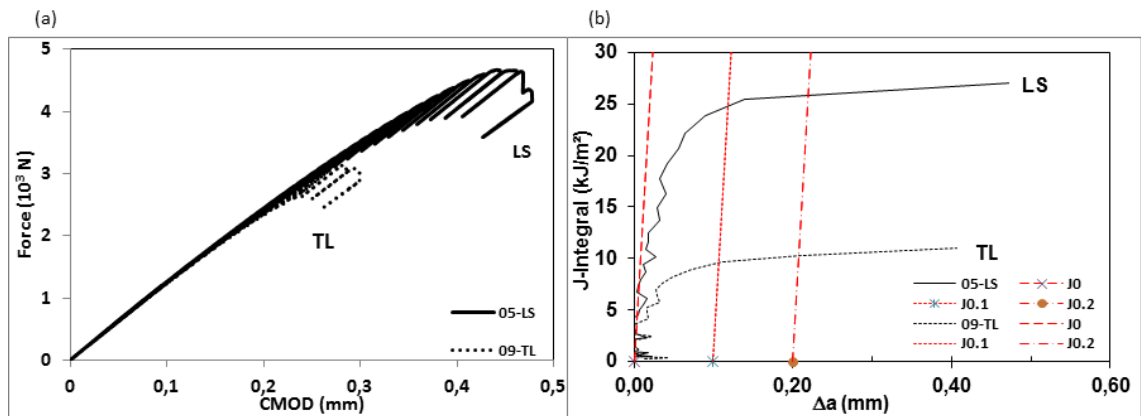 (a)
5
4
3
2
1
0
Force (10³ N)
0
0,1
0,2
0,3
0,4
0,5
CMOD (mm)
LS
TL
05-LS
09-TL
(b)
30
25
20
15
10
5
0
J-Integral (kJ/m²)
0,00
0,20
0,40
0,60
Δa (mm)
LS
TL
05-LS
J0
J0.1
J0.2
09-TL
J0
J0.1
J0.2